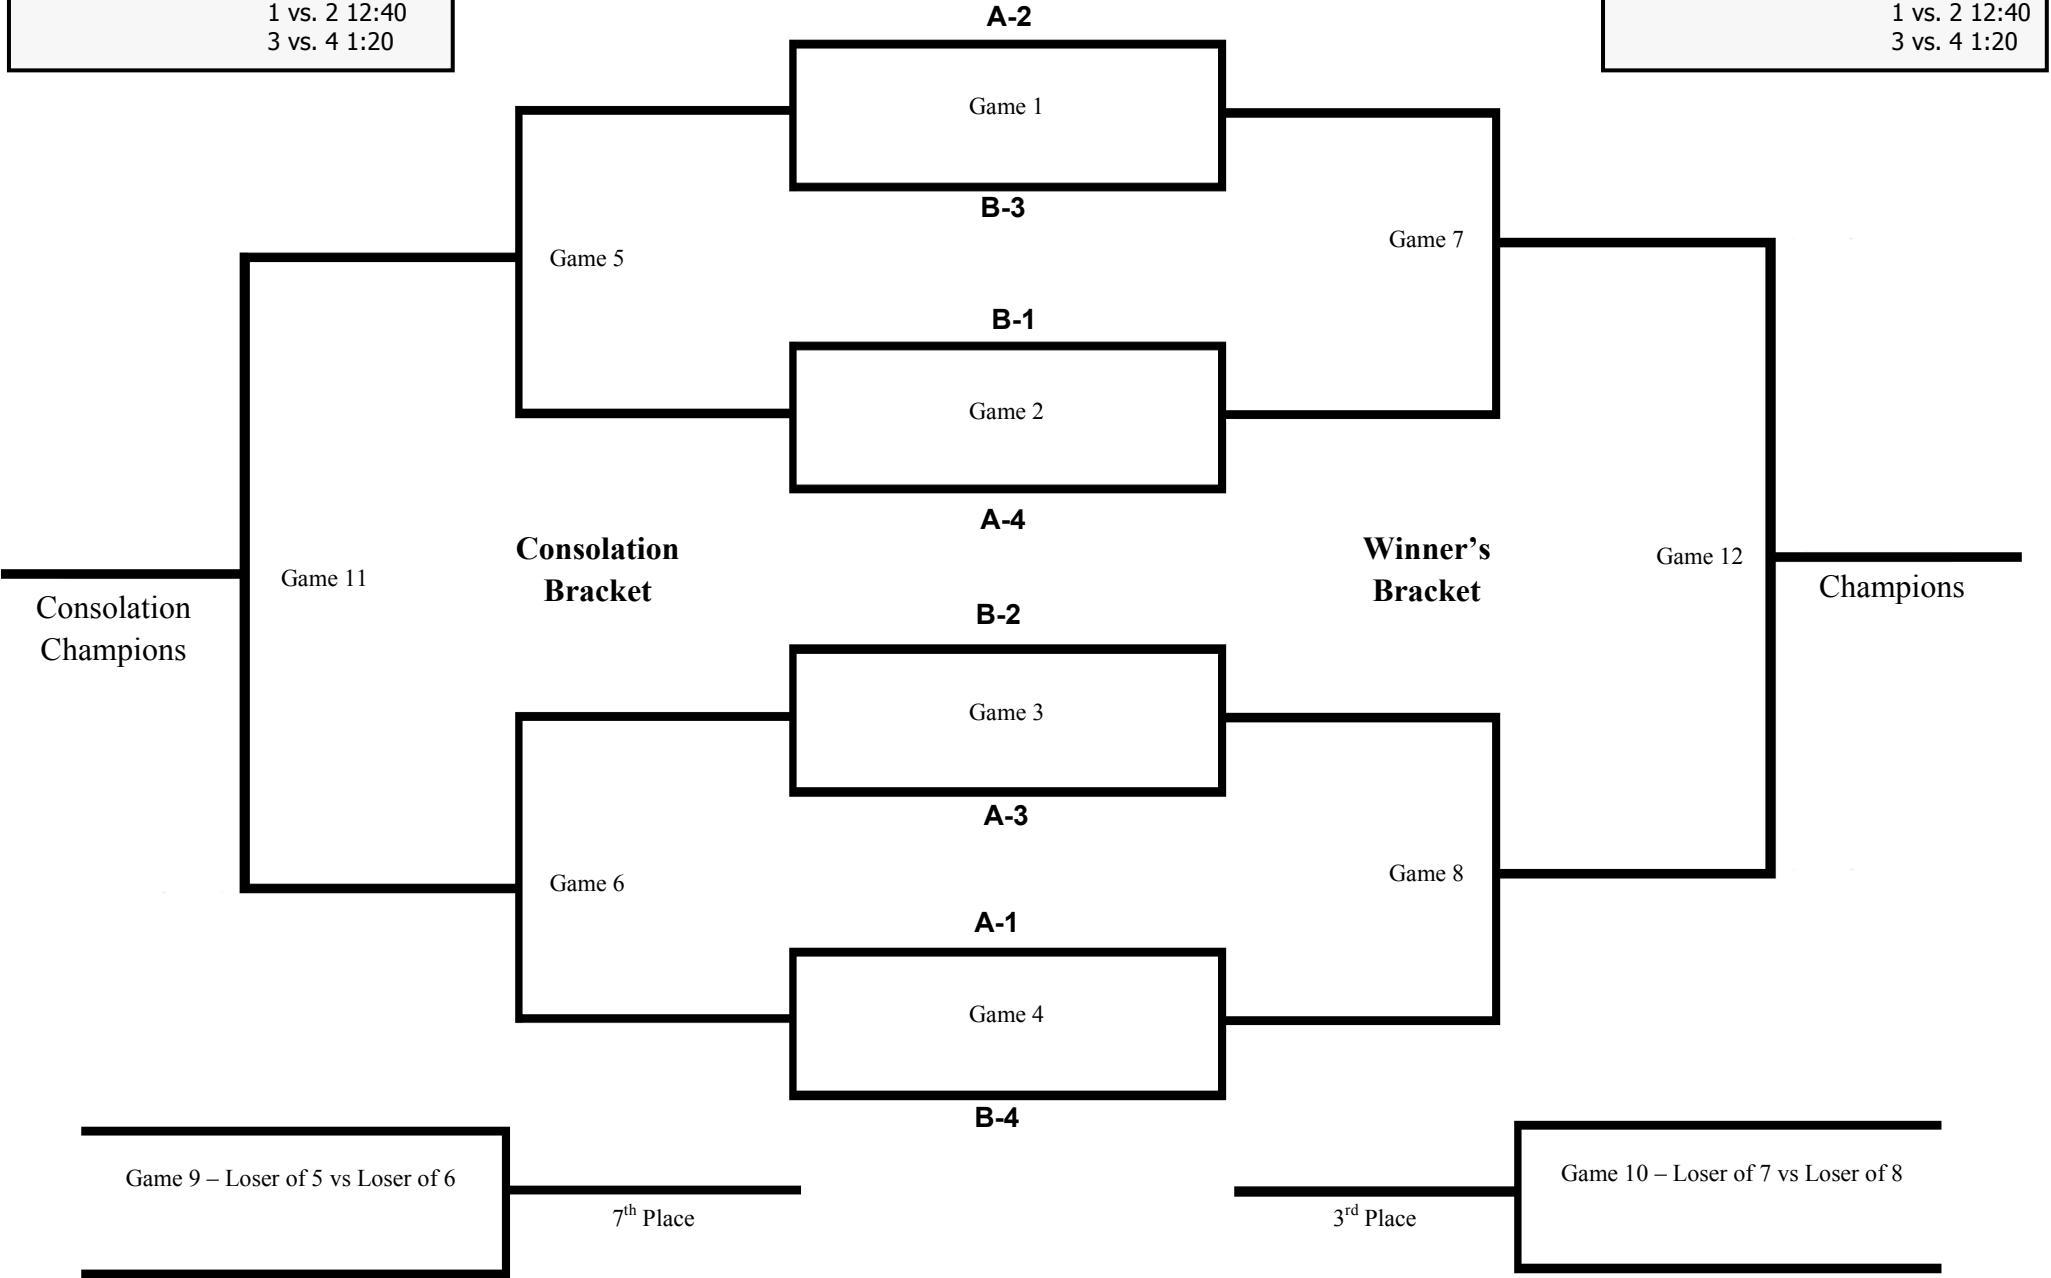 1 vs. 2 12:40
3 vs. 4 1:20
1 vs. 2 12:40
3 vs. 4 1:20
A-2
Game 1
B-3
Game 5
Game 7
B-1
Game 2
A-4
Consolation
Bracket
Winner’s
Bracket
Game 11
Game 12
Consolation
Champions
Champions
B-2
Game 3
A-3
Game 6
Game 8
A-1
Game 4
B-4
Game 9 – Loser of 5 vs Loser of 6
7th Place
Game 10 – Loser of 7 vs Loser of 8
3rd Place